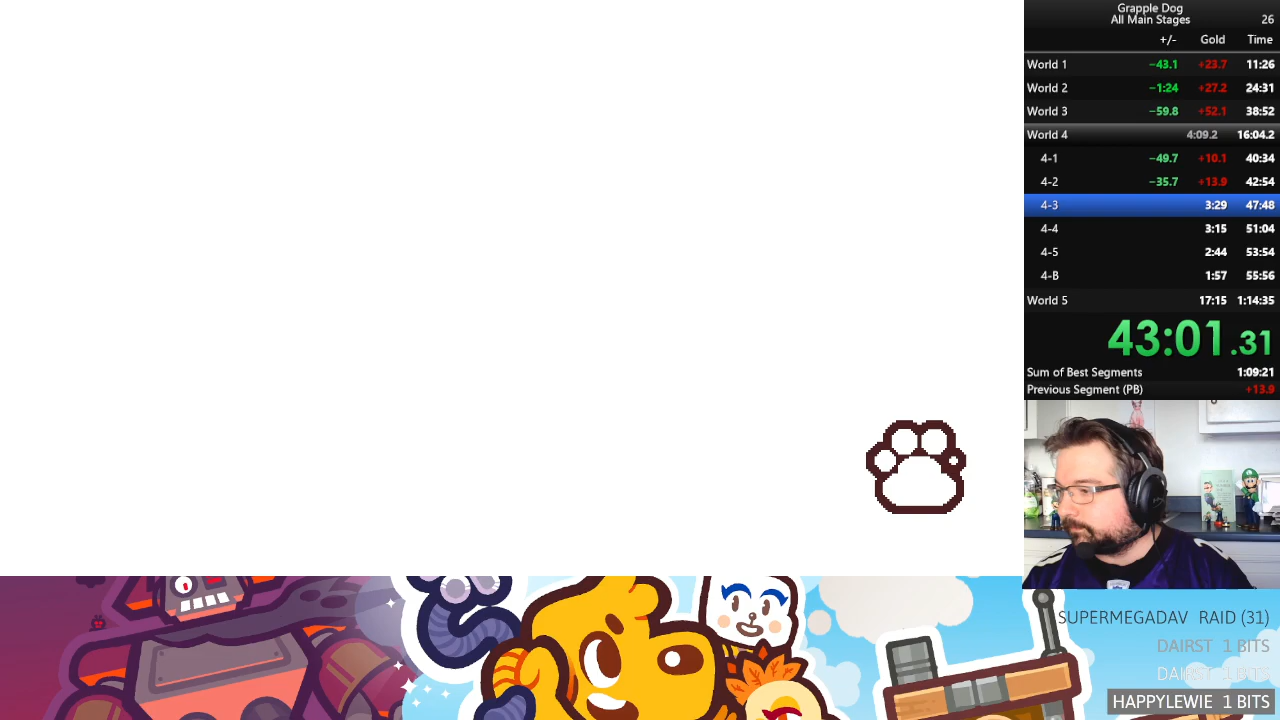 Grapple Dog
All Main Stages 26
+/- Gold Time
World 1 −43.1 +23.7 11:26
World 2 −1:24 +27.2 24:31
World 3 −59.8 +52.1 38:52
World 4 4:09.2 16:04.2
4-1 −49.7 +10.1 40:34
4-2 −35.7 +13.9 42:54
4-3 3:29 47:48
4-4 3:15 51:04
4-5 2:44 53:54
4-B 1:57 55:56
World 5 17:15 1:14:35
43:01.31
Sum of Best Segments 1:09:21
Previous Segment (PB) +13.9
SUPERMEGADAV RAID (31)
DAIRST 1 BITS
DAIRST 1 BITS
HAPPYLEWIE 1 BITS